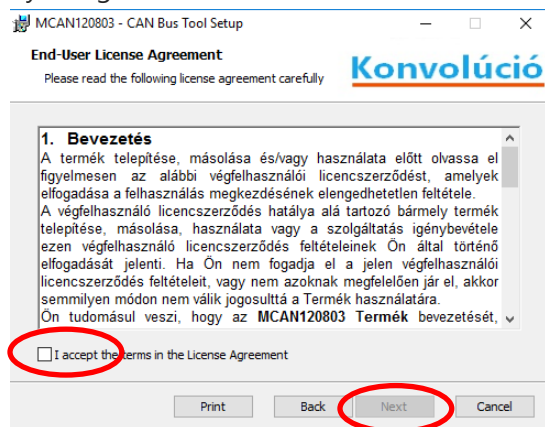 MCAN120803 - CAN Bus Tool Setup
End-User License Agreement
Please read the following license agreement carefully
Konvolúció
1. Bevezetés
A termék telepítése, másolása és/vagy használata előtt olvassa el
figyelmesen az alábbi végfelhasználói licencszerződést, amelyek
elfogadása a felhasználás megkezdésének elengedhetetlen feltétele.
A végfelhasználó licencszerződés hatálya alá tartozó bármely termék
telepítése, másolása, használata vagy a szolgáltatás igénybevétele
ezen végfelhasználó licencszerződés feltételeinek Ön által történő
elfogadását jelenti. Ha Ön nem fogadja el a jelen végfelhasználói
licencszerződés feltételeit, vagy nem azoknak megfelelően jár el, akkor
semmilyen módon nem válik jogosulttá a Termék használatára.
Ön tudomásul veszi, hogy az MCAN120803 Termék bevezetését,
I accept the terms in the License Agreement
Print Back Next Cancel